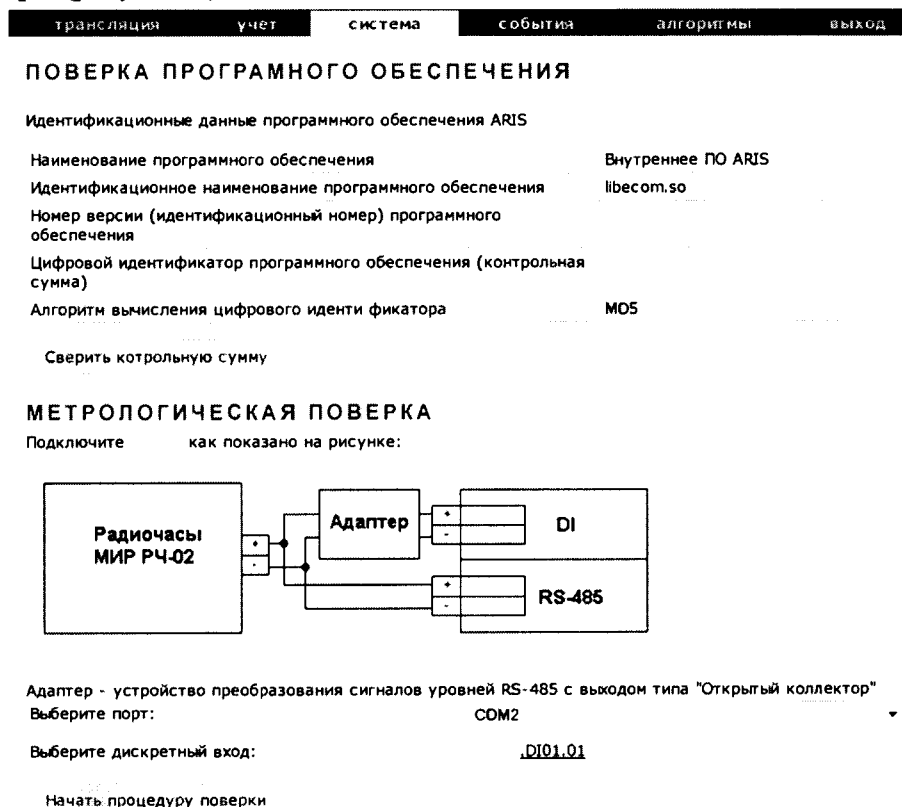 трансляция учет система события алгоритмы выход
ПОВЕРКА ПРОГРАМНОГО ОБЕСПЕЧЕНИЯ
Идентификационные данные программного обеспечения ARIS
Наименование программного обеспечения Внутреннее ПО ARIS
Идентификационное наименование программного обеспечения libecom.so
Номер версии (идентификационный номер) программного
обеспечения
Цифровой идентификатор программного обеспечения (контрольная
сумма)
Алгоритм вычисления цифрового иденти фикатора MD5
Сверить котрольную сумму
МЕТРОЛОГИЧЕСКАЯ ПОВЕРКА
Подключите как показано на рисунке:
Радиочасы
МИР РЧ-02
+
-
Адаптер
+
-
DI
+
-
RS-485
Адаптер - устройство преобразования сигналов уровней RS-485 с выходом типа "Открытый коллектор"
Выберите порт: COM2
Выберите дискретный вход: .DI01.01
Начать процедуру поверки